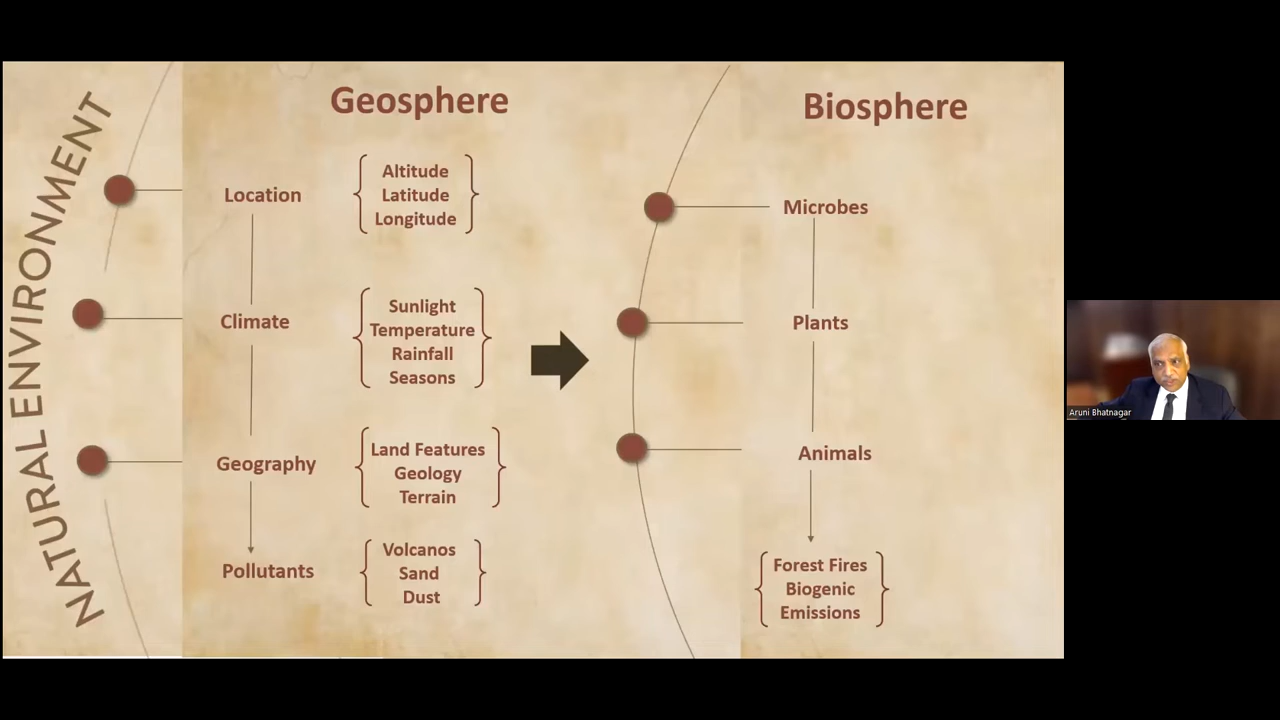 NATURAL ENVIRONMENT
Geosphere
Location
Altitude
Latitude
Longitude
Climate
Sunlight
Temperature
Rainfall
Seasons
Geography
Land Features
Geology
Terrain
Pollutants
Volcanos
Sand
Dust
Biosphere
Microbes
Plants
Animals
Forest Fires
Biogenic
Emissions
Aruni Bhatnagar